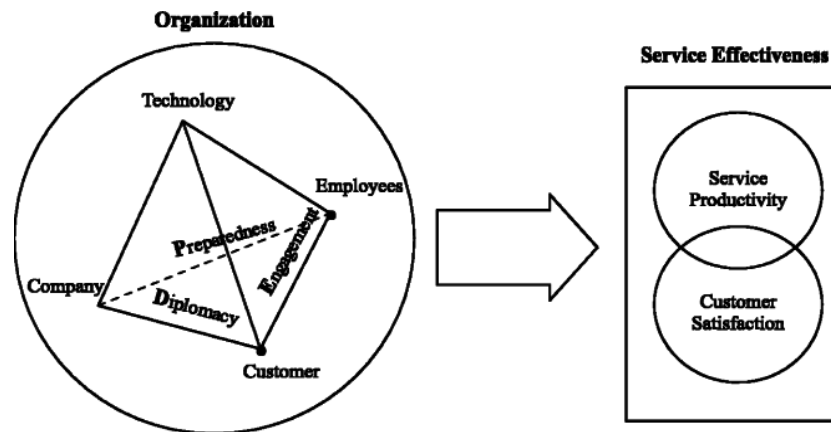 Organization
Technology
Employees
Preparedness
Engagement
Company
Diplomacy
Customer
Service Effectiveness
Service
Productivity
Customer
Satisfaction